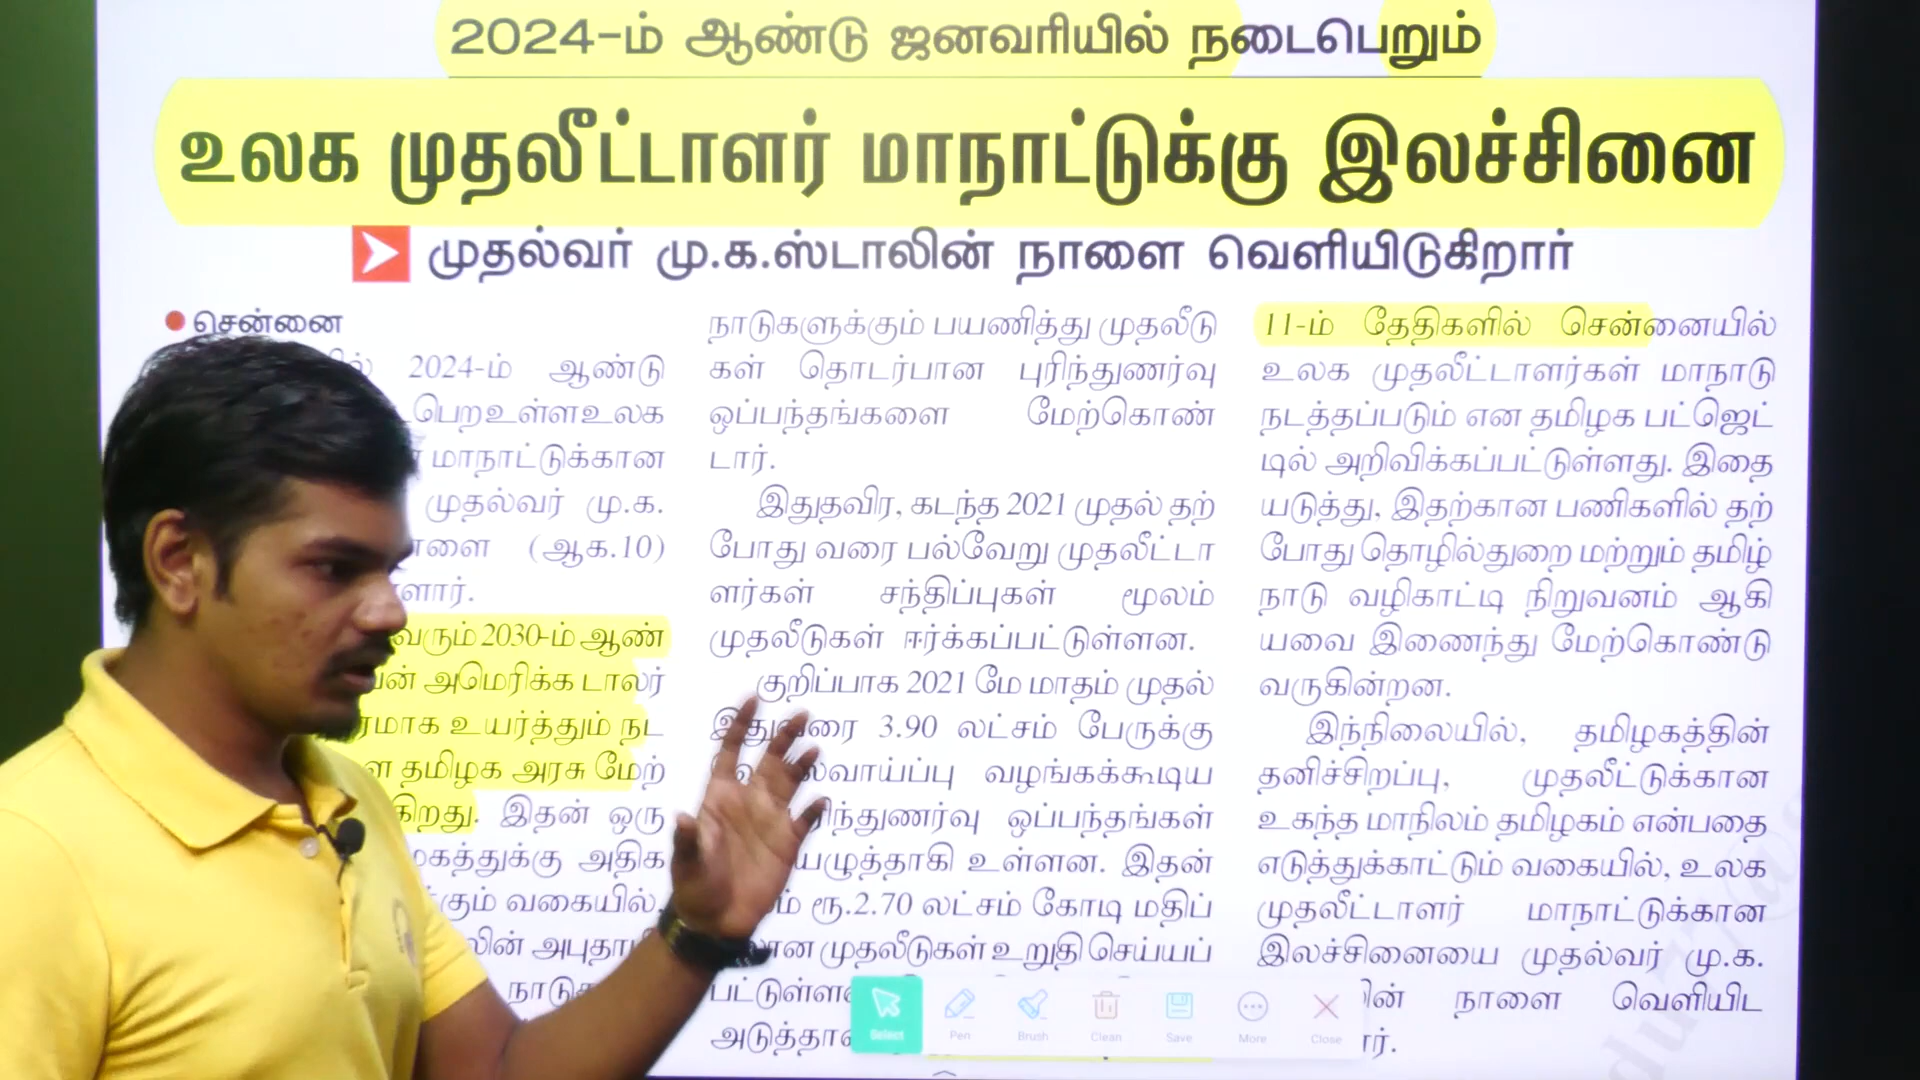 2024-ம் ஆண்டு ஜனவரியில் நடைபெறும்
உலக முதலீட்டாளர் மாநாட்டுக்கு இலச்சினை
முதல்வர் மு.க.ஸ்டாலின் நாளை வெளியிடுகிறார்
சென்னை
2024-ம் ஆண்டு
உலக
மாநாட்டுக்கான
முதல்வர் மு.க.
(ஆக.10)
வரும் 2030-ம் ஆண்
அமெரிக்க டாலர்
உயர்த்தும் நட
தமிழக அரசு மேற்
இதன் ஒரு
அதிக
வகையில்,
நாடுகளுக்கும் பயணித்து முதலீடு
கள் தொடர்பான புரிந்துணர்வு
ஒப்பந்தங்களை மேற்கொண்
டார்.
இதுதவிர, கடந்த 2021 முதல் தற்
போது வரை பல்வேறு முதலீட்டா
ளர்கள் சந்திப்புகள் மூலம்
முதலீடுகள் ஈர்க்கப்பட்டுள்ளன.
குறிப்பாக 2021 மே மாதம் முதல்
இதுவரை 3.90 லட்சம் பேருக்கு
வழங்கக்கூடிய
ஒப்பந்தங்கள்
உள்ளன. இதன்
ரூ.2.70 லட்சம் கோடி மதிப்
முதலீடுகள் உறுதி செய்யப்
11-ம் தேதிகளில் சென்னையில்
உலக முதலீட்டாளர்கள் மாநாடு
நடத்தப்படும் என தமிழக பட்ஜெட்
டில் அறிவிக்கப்பட்டுள்ளது. இதை
யடுத்து, இதற்கான பணிகளில் தற்
போது தொழில்துறை மற்றும் தமிழ்
நாடு வழிகாட்டி நிறுவனம் ஆகி
யவை இணைந்து மேற்கொண்டு
வருகின்றன.
இந்நிலையில், தமிழகத்தின்
தனிச்சிறப்பு, முதலீட்டுக்கான
உகந்த மாநிலம் தமிழகம் என்பதை
எடுத்துக்காட்டும் வகையில், உலக
முதலீட்டாளர் மாநாட்டுக்கான
இலச்சினையை முதல்வர் மு.க.
நாளை வெளியிட
Select Pen Brush Clean Save More Close